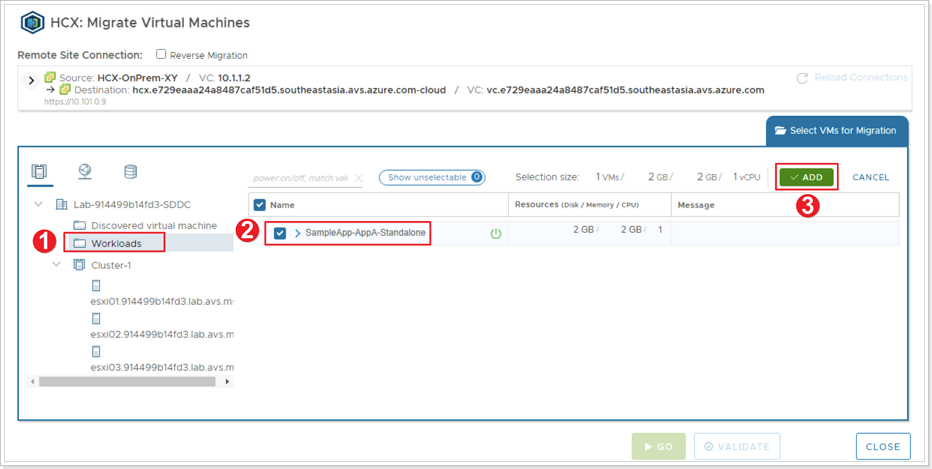 HCX: Migrate Virtual Machines
Remote Site Connection: Reverse Migration
Source: HCX-OnPrem-XY / VC: 10.1.1.2
Reload Connections
→ Destination: hcx.e729eaaa24a8487caf51d5.southeastasia.avs.azure.com-cloud / VC: vc.e729eaaa24a8487caf51d5.southeastasia.avs.azure.com
https://10.101.0.9
Select VMs for Migration
power:on/off, match:val
Show unselectable 0
Selection size: 1 VMs / 2 GB / 2 GB / 1 vCPU
ADD
CANCEL
3
Name
Resources (Disk / Memory / CPU)
Message
Lab-914499b14fd3-SDDC
Discovered virtual machine
1
Workloads
2
SampleApp-AppA-Standalone
2 GB / 2 GB / 1
Cluster-1
esxi01.914499b14fd3.lab.avs.m
esxi02.914499b14fd3.lab.avs.m
esxi03.914499b14fd3.lab.avs.m
GO
VALIDATE
CLOSE